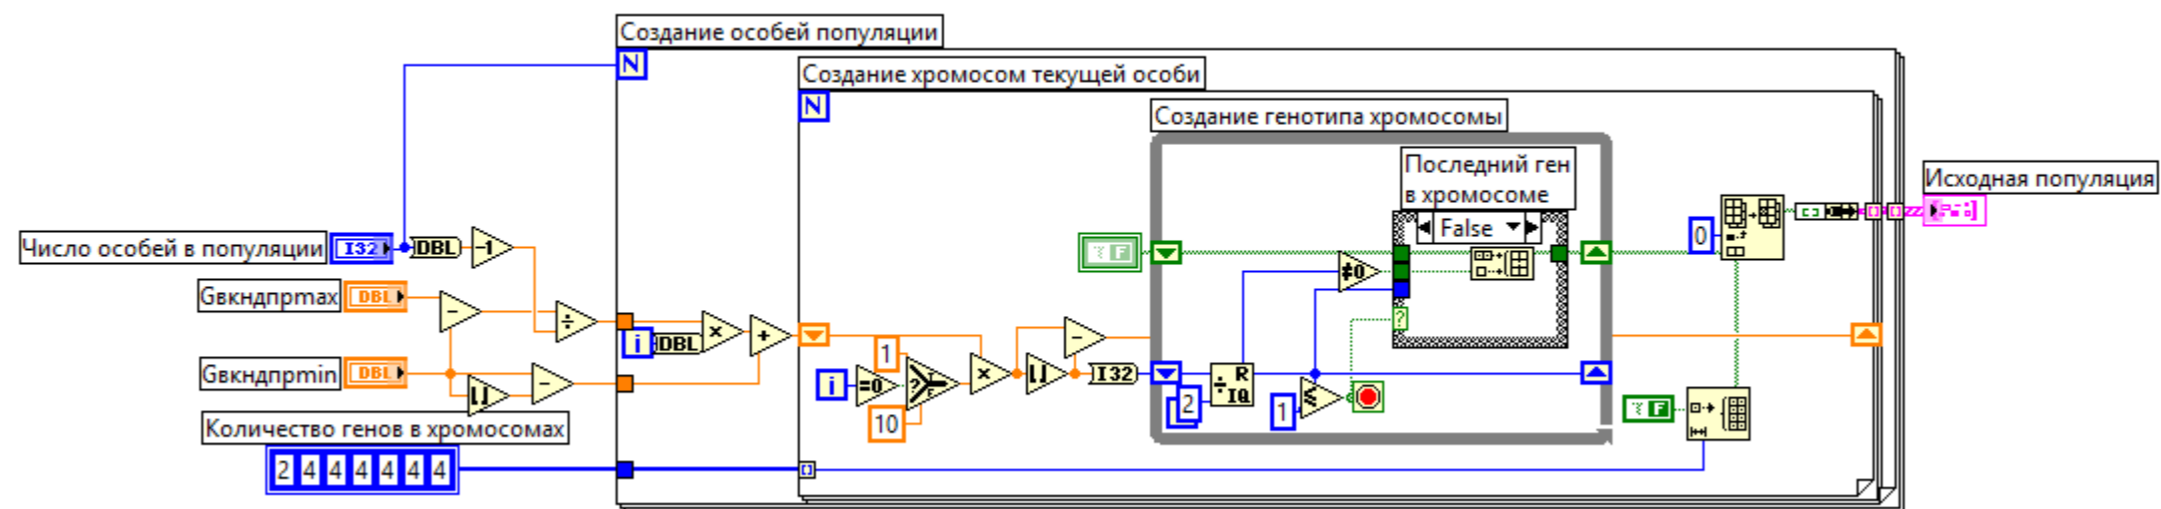 Создание особей популяции
N
Создание хромосом текущей особи
N
Создание генотипа хромосомы
Последний ген
в хромосоме
False
Исходная популяция
Число особей в популяции
I32
DBL
-1
F
≠0
0
Gвкндпрmax
DBL
i
DBL
1
I32
R
IQ
?
Gвкндпрmin
DBL
i
=0
?
10
2
1
F
Количество генов в хромосомах
2 4 4 4 4 4 4